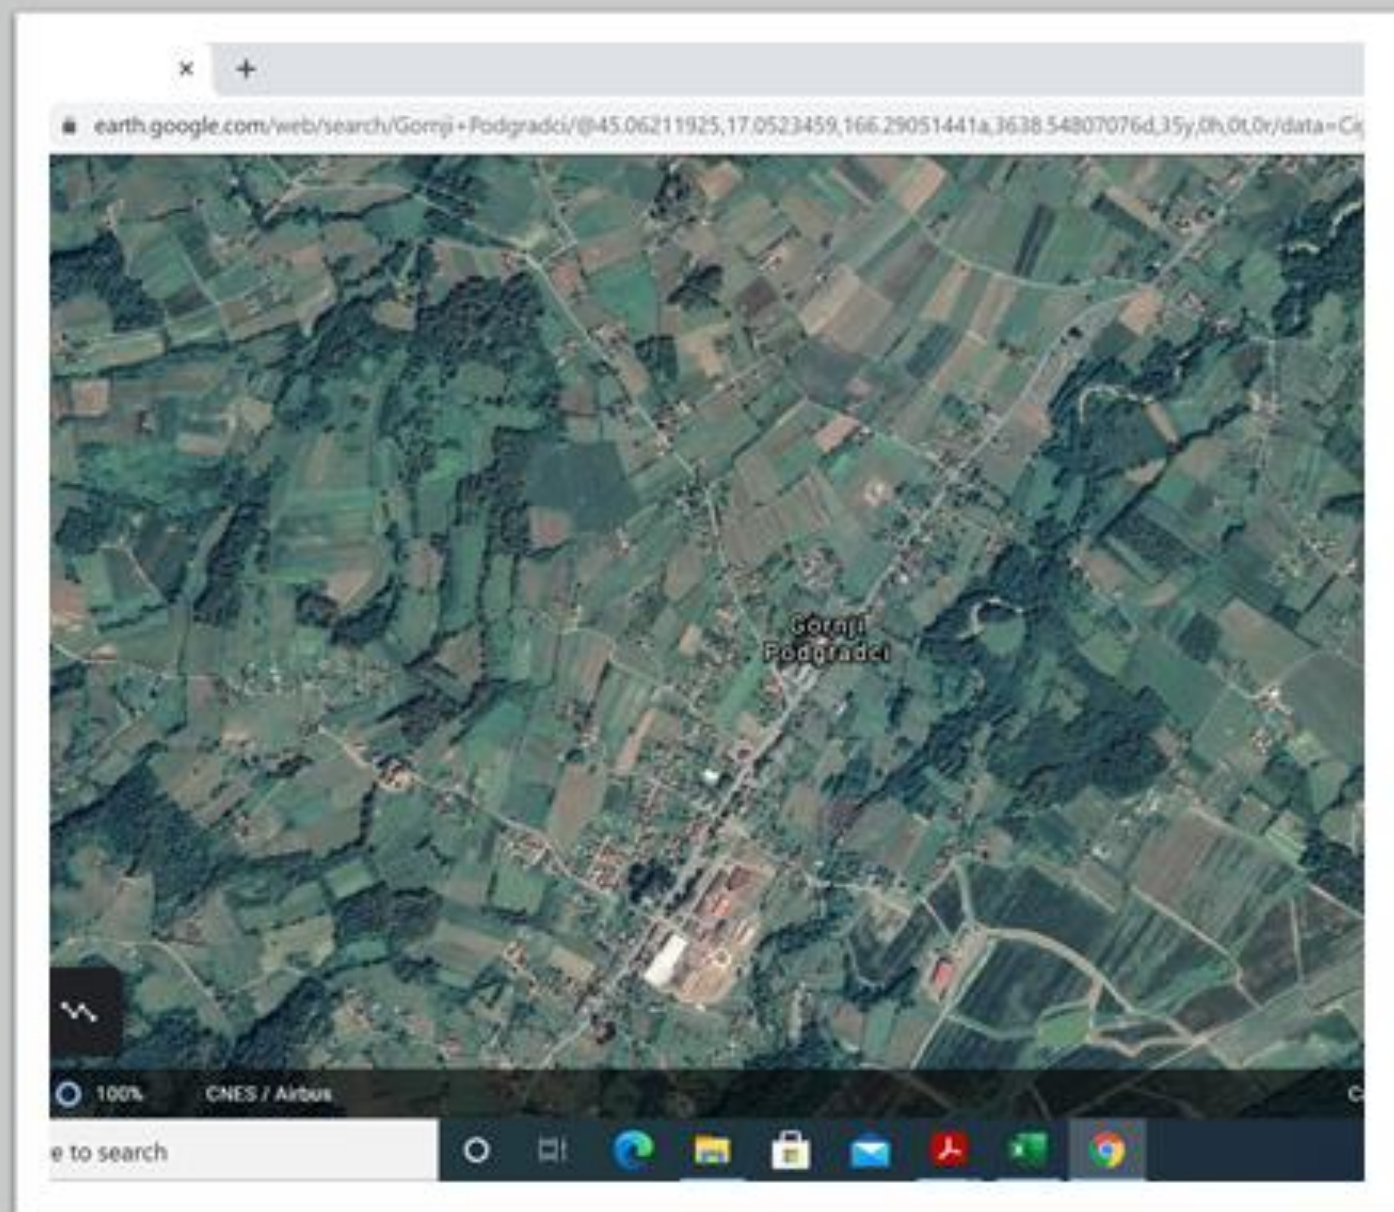 earth.google.com/web/search/Gornji+Podgradci/@45.06211925,17.0523459,166.29051441a,3638.54807076d,35y,0h,0t,0r/data=Ci
Gornji
Podgradci
100% CNES / Airbus
e to search